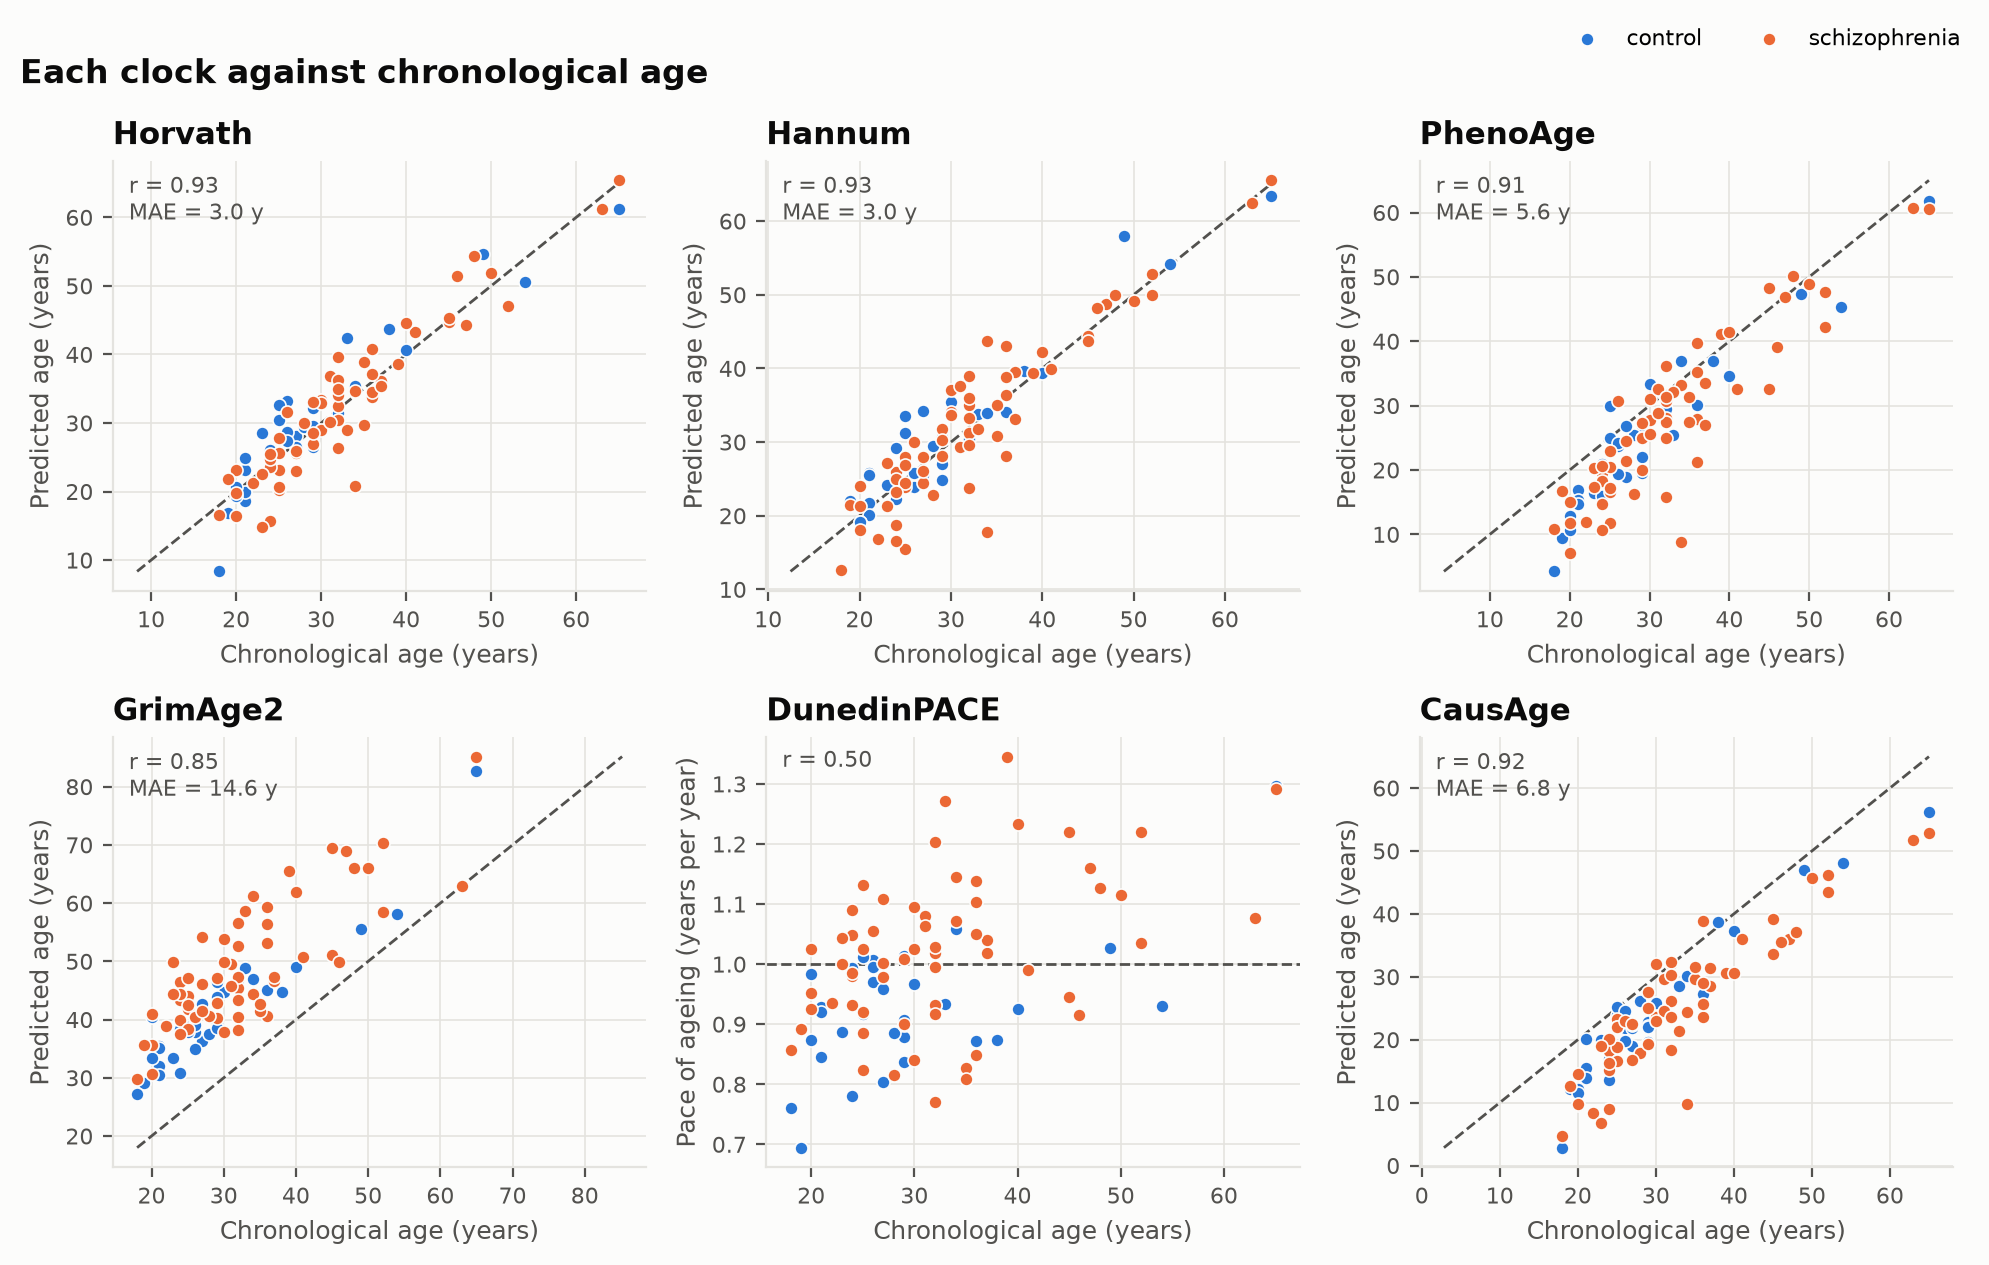 control
schizophrenia
Each clock against chronological age
Horvath
r = 0.93
MAE = 3.0 y
60
50
40
30
20
10
Predicted age (years)
10 20 30 40 50 60
Chronological age (years)
Hannum
r = 0.93
MAE = 3.0 y
60
50
40
30
20
10
Predicted age (years)
10 20 30 40 50 60
Chronological age (years)
PhenoAge
r = 0.91
MAE = 5.6 y
60
50
40
30
20
10
Predicted age (years)
10 20 30 40 50 60
Chronological age (years)
GrimAge2
r = 0.85
MAE = 14.6 y
80
70
60
50
40
30
20
Predicted age (years)
20 30 40 50 60 70 80
Chronological age (years)
DunedinPACE
r = 0.50
1.3
1.2
1.1
1.0
0.9
0.8
0.7
Pace of ageing (years per year)
20 30 40 50 60
Chronological age (years)
CausAge
r = 0.92
MAE = 6.8 y
60
50
40
30
20
10
0
Predicted age (years)
0 10 20 30 40 50 60
Chronological age (years)